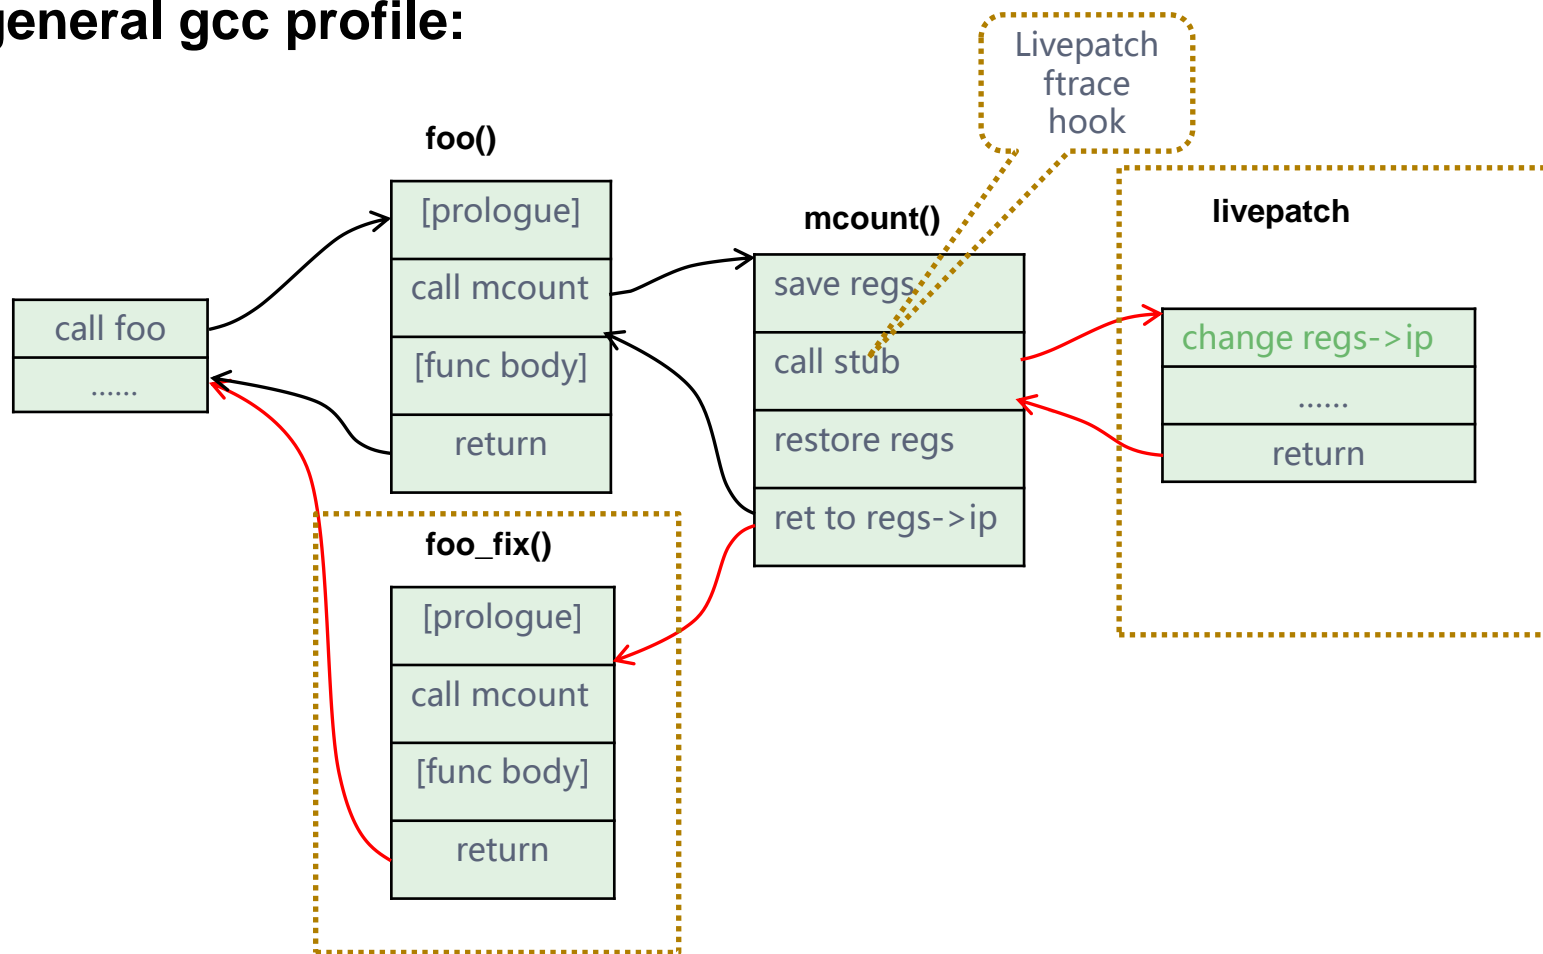 general gcc profile:
Livepatch
ftrace
hook
foo()
[prologue]
call mcount
[func body]
return
call foo
......
mcount()
save regs
call stub
restore regs
ret to regs->ip
livepatch
change regs->ip
......
return
foo_fix()
[prologue]
call mcount
[func body]
return